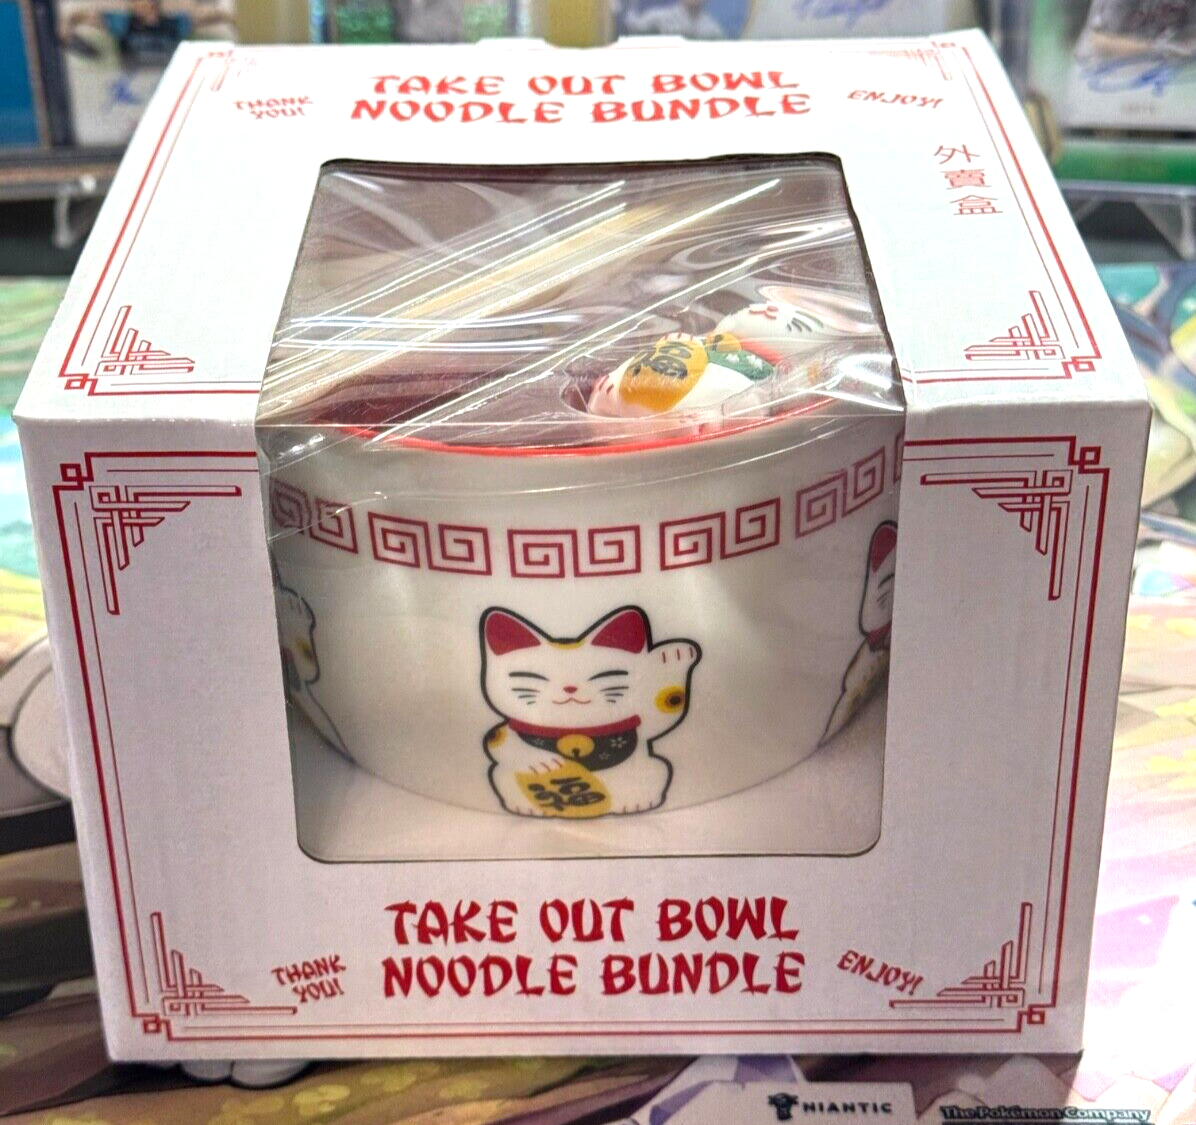 TAKE OUT BOWL
NOODLE BUNDLE
THANK
YOU!
ENJOY!
外
賣
盒
福
福
TAKE OUT BOWL
NOODLE BUNDLE
THANK
YOU!
ENJOY!
NIANTIC
The Pokémon Company